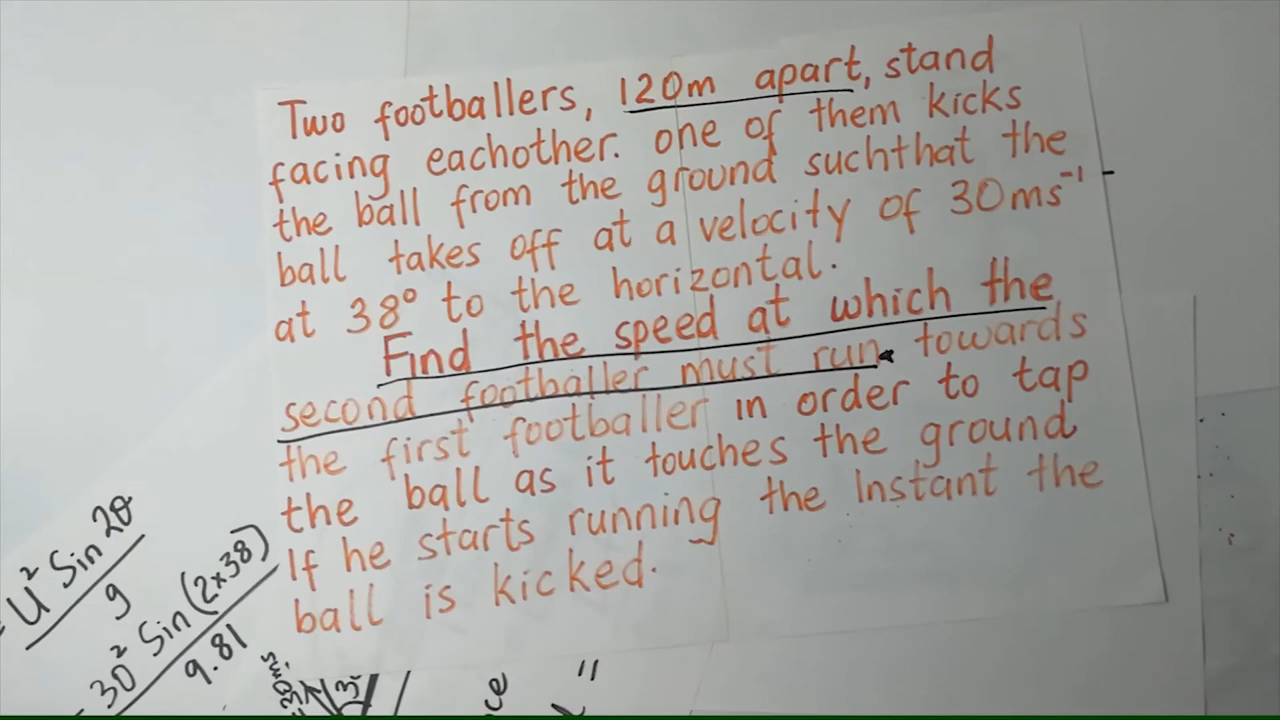 Two footballers, 120m apart, stand
facing eachother. one of them kicks
the ball from the ground suchthat the
ball takes off at a velocity of 30ms⁻¹
at 38° to the horizontal.
Find the speed at which the
second footballer must run towards
the first footballer in order to tap
the ball as it touches the ground
If he starts running the Instant the
ball is kicked.
U² Sin 2θ
g
30² Sin (2×38)
9.81